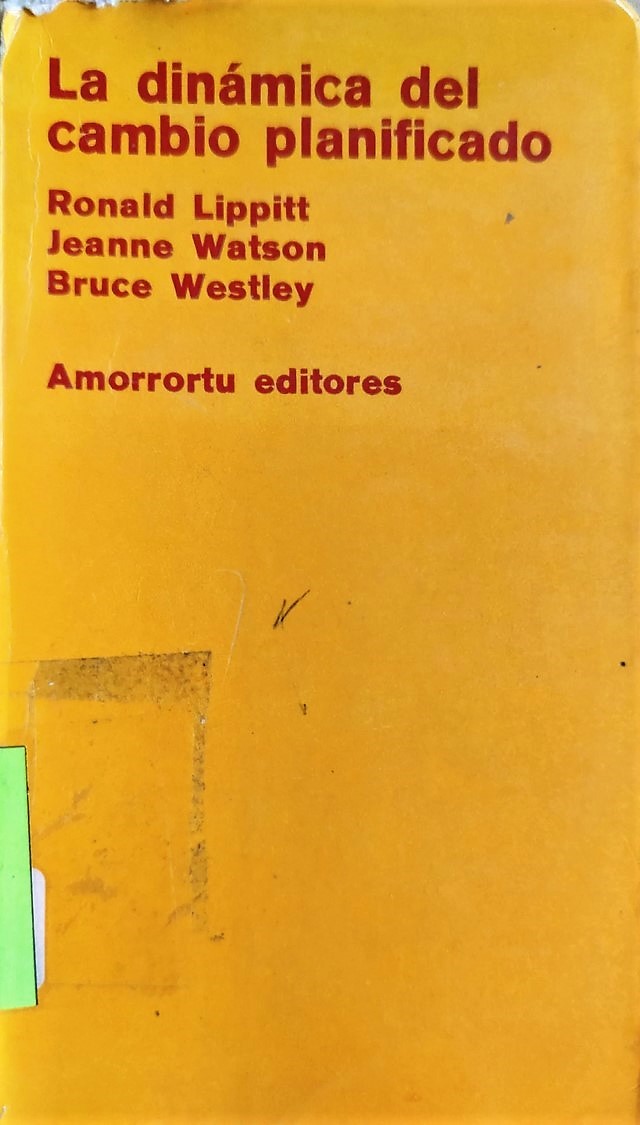 La dinámica del
cambio planificado
Ronald Lippitt
Jeanne Watson
Bruce Westley
Amorrortu editores